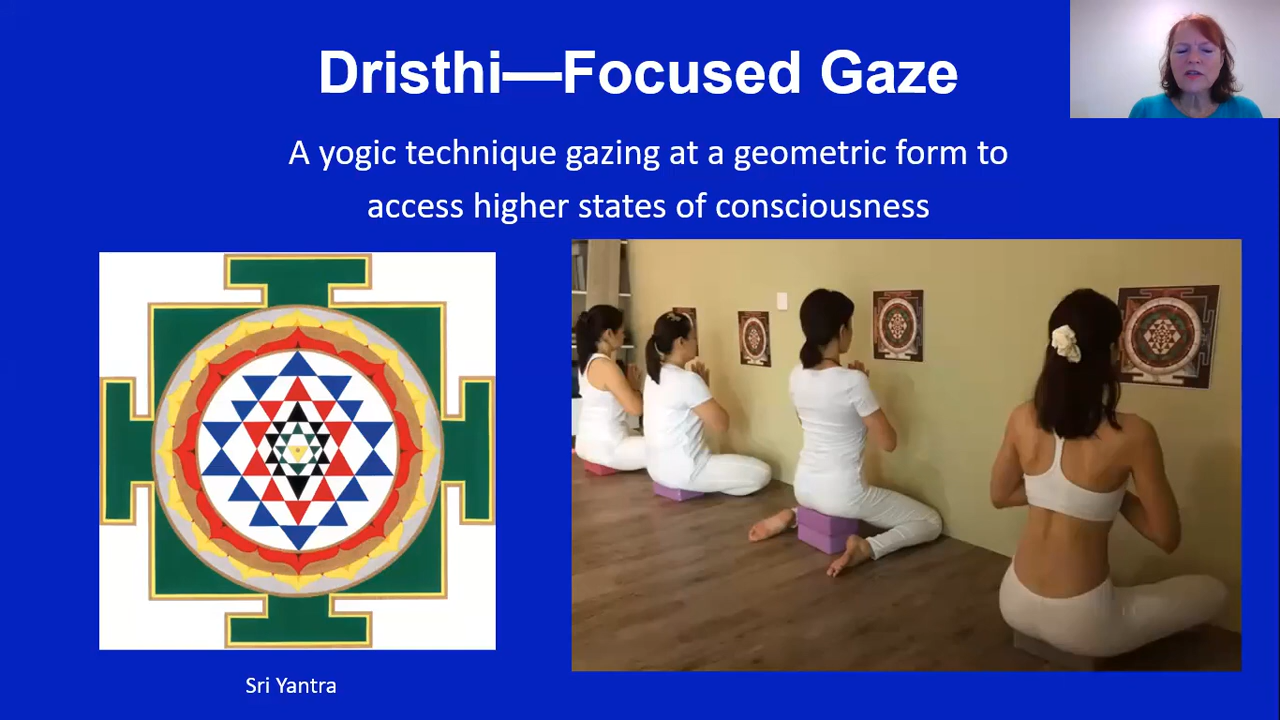 Dristhi—Focused Gaze
A yogic technique gazing at a geometric form to
access higher states of consciousness
Sri Yantra